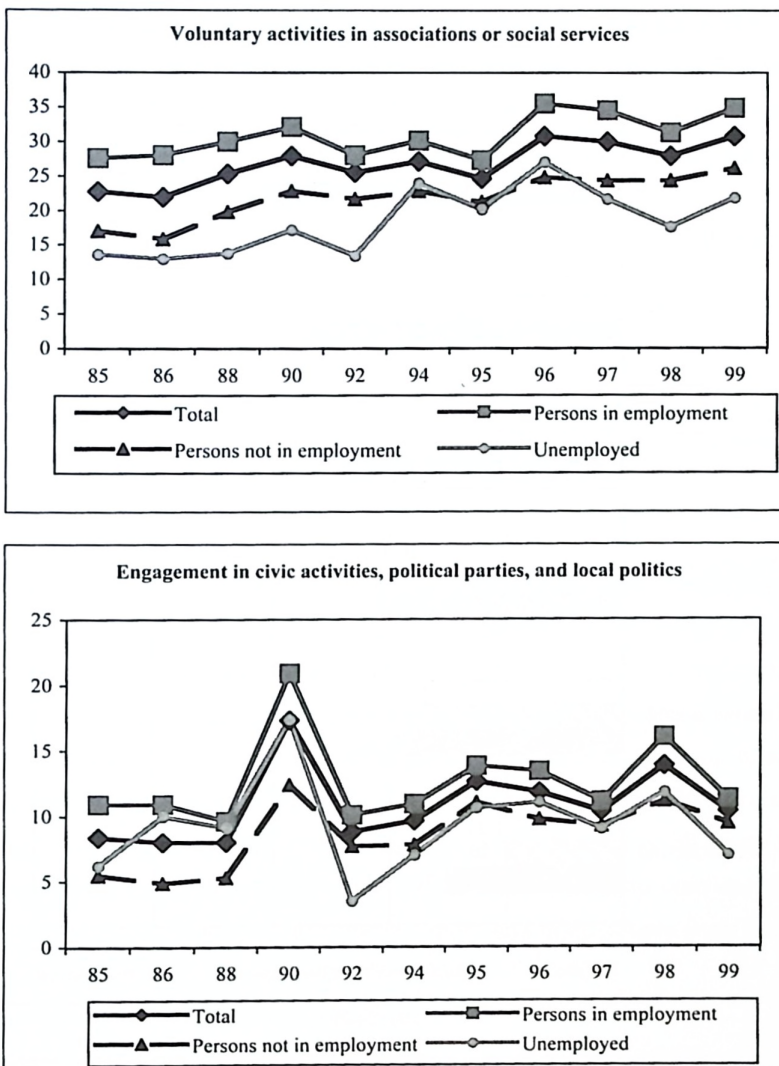 Voluntary activities in associations or social services
40
35
30
25
20
15
10
5
0
85 86 88 90 92 94 95 96 97 98 99
Total Persons in employment
Persons not in employment Unemployed
Engagement in civic activities, political parties, and local politics
25
20
15
10
5
0
85 86 88 90 92 94 95 96 97 98 99
Total Persons in employment
Persons not in employment Unemployed